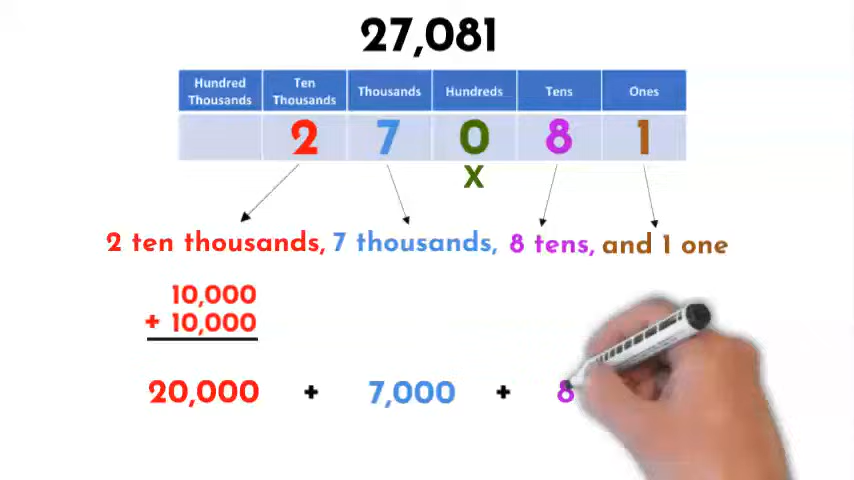 27,081
Hundred Thousands Ten Thousands Thousands Hundreds Tens Ones
2 7 0 8 1
X
2 ten thousands, 7 thousands, 8 tens, and 1 one
10,000
+ 10,000
20,000 + 7,000 + 8